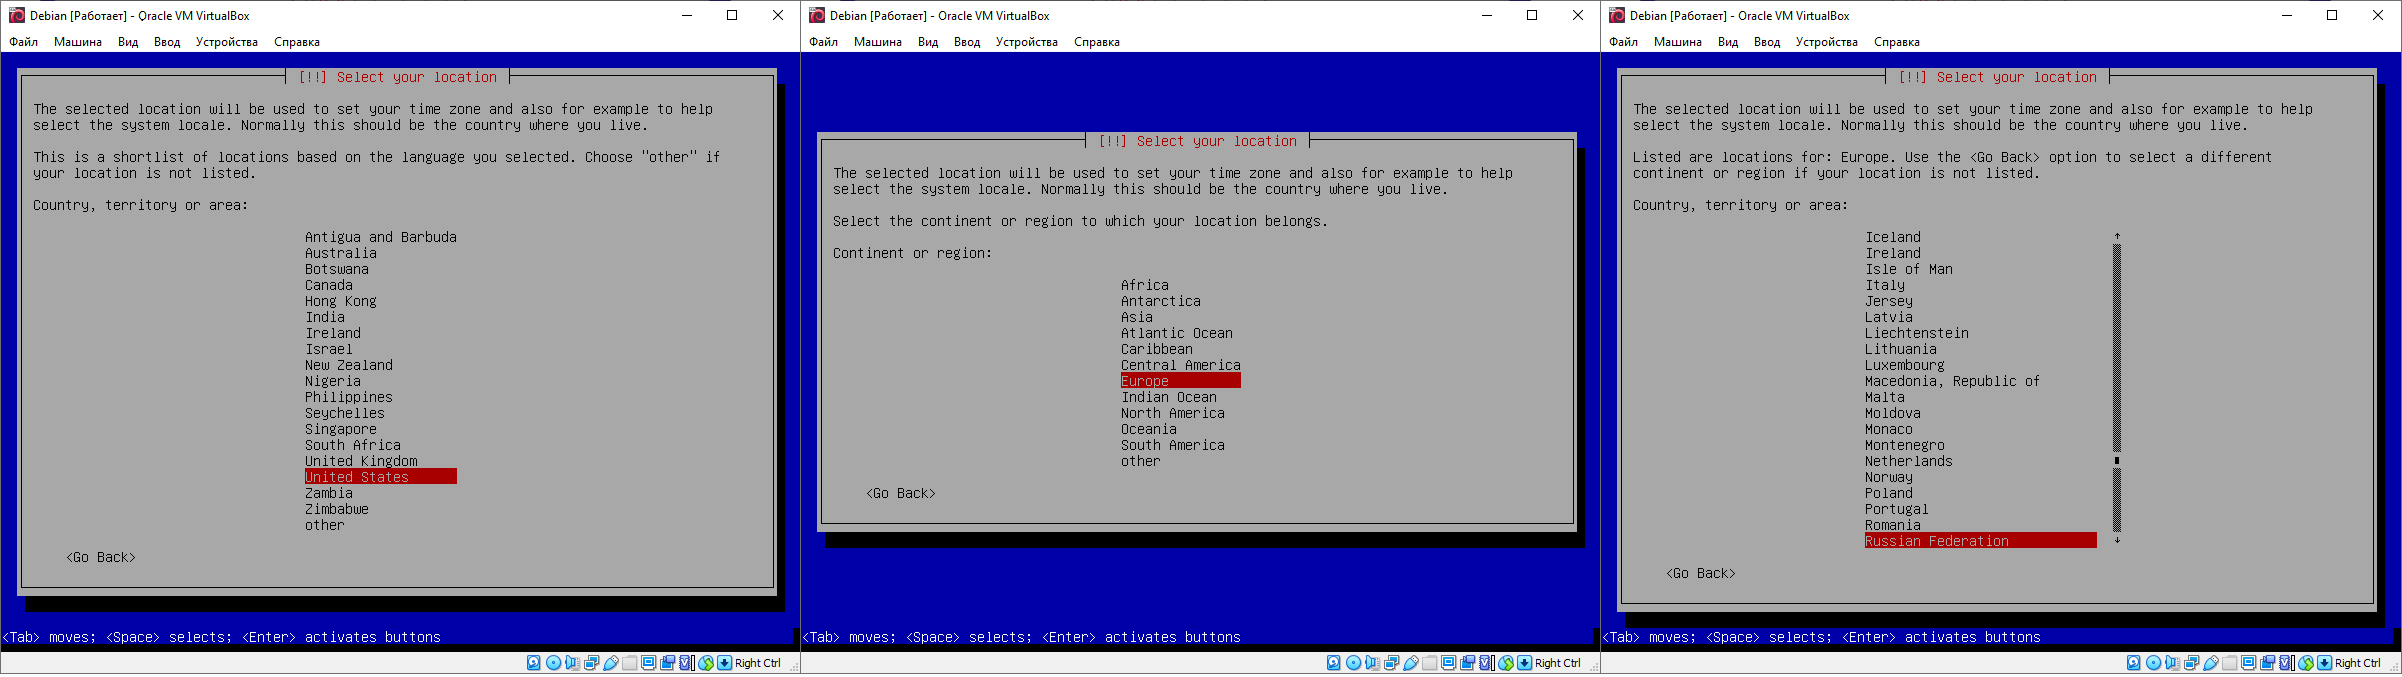 Debian [Работает] - Oracle VM VirtualBox
Файл Машина Вид Ввод Устройства Справка
[!!] Select your location
The selected location will be used to set your time zone and also for example to help
select the system locale. Normally this should be the country where you live.
This is a shortlist of locations based on the language you selected. Choose "other" if
your location is not listed.
Country, territory or area:
Antigua and Barbuda
Australia
Botswana
Canada
Hong Kong
India
Ireland
Israel
New Zealand
Nigeria
Philippines
Seychelles
Singapore
South Africa
United Kingdom
United States
Zambia
Zimbabwe
other
<Go Back>
<Tab> moves; <Space> selects; <Enter> activates buttons
Right Ctrl
Debian [Работает] - Oracle VM VirtualBox
Файл Машина Вид Ввод Устройства Справка
[!!] Select your location
The selected location will be used to set your time zone and also for example to help
select the system locale. Normally this should be the country where you live.
Select the continent or region to which your location belongs.
Continent or region:
Africa
Antarctica
Asia
Atlantic Ocean
Caribbean
Central America
Europe
Indian Ocean
North America
Oceania
South America
other
<Go Back>
<Tab> moves; <Space> selects; <Enter> activates buttons
Right Ctrl
Debian [Работает] - Oracle VM VirtualBox
Файл Машина Вид Ввод Устройства Справка
[!!] Select your location
The selected location will be used to set your time zone and also for example to help
select the system locale. Normally this should be the country where you live.
Listed are locations for: Europe. Use the <Go Back> option to select a different
continent or region if your location is not listed.
Country, territory or area:
Iceland
Ireland
Isle of Man
Italy
Jersey
Latvia
Liechtenstein
Lithuania
Luxembourg
Macedonia, Republic of
Malta
Moldova
Monaco
Montenegro
Netherlands
Norway
Poland
Portugal
Romania
Russian Federation
<Go Back>
<Tab> moves; <Space> selects; <Enter> activates buttons
Right Ctrl